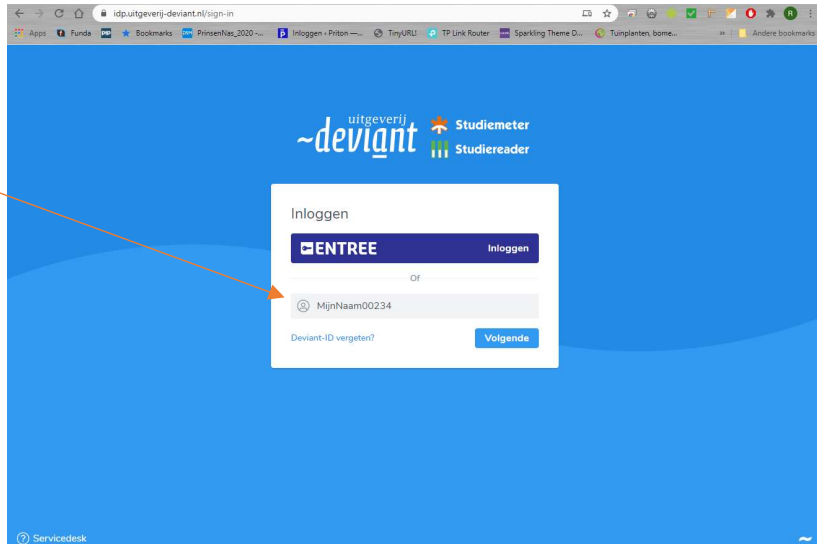 idp.uitgeverij-deviant.nl/sign-in
Apps Funda PIP Bookmarks PrinsenNas_2020 -... Inloggen ‹ Priton —... TinyURL! TP Link Router Sparkling Theme D... Tuinplanten, bome... » Andere bookmarks
uitgeverij
~deviant
Studiemeter
Studiereader
Inloggen
ENTREE Inloggen
Of
MijnNaam00234
Deviant-ID vergeten? Volgende
Servicedesk